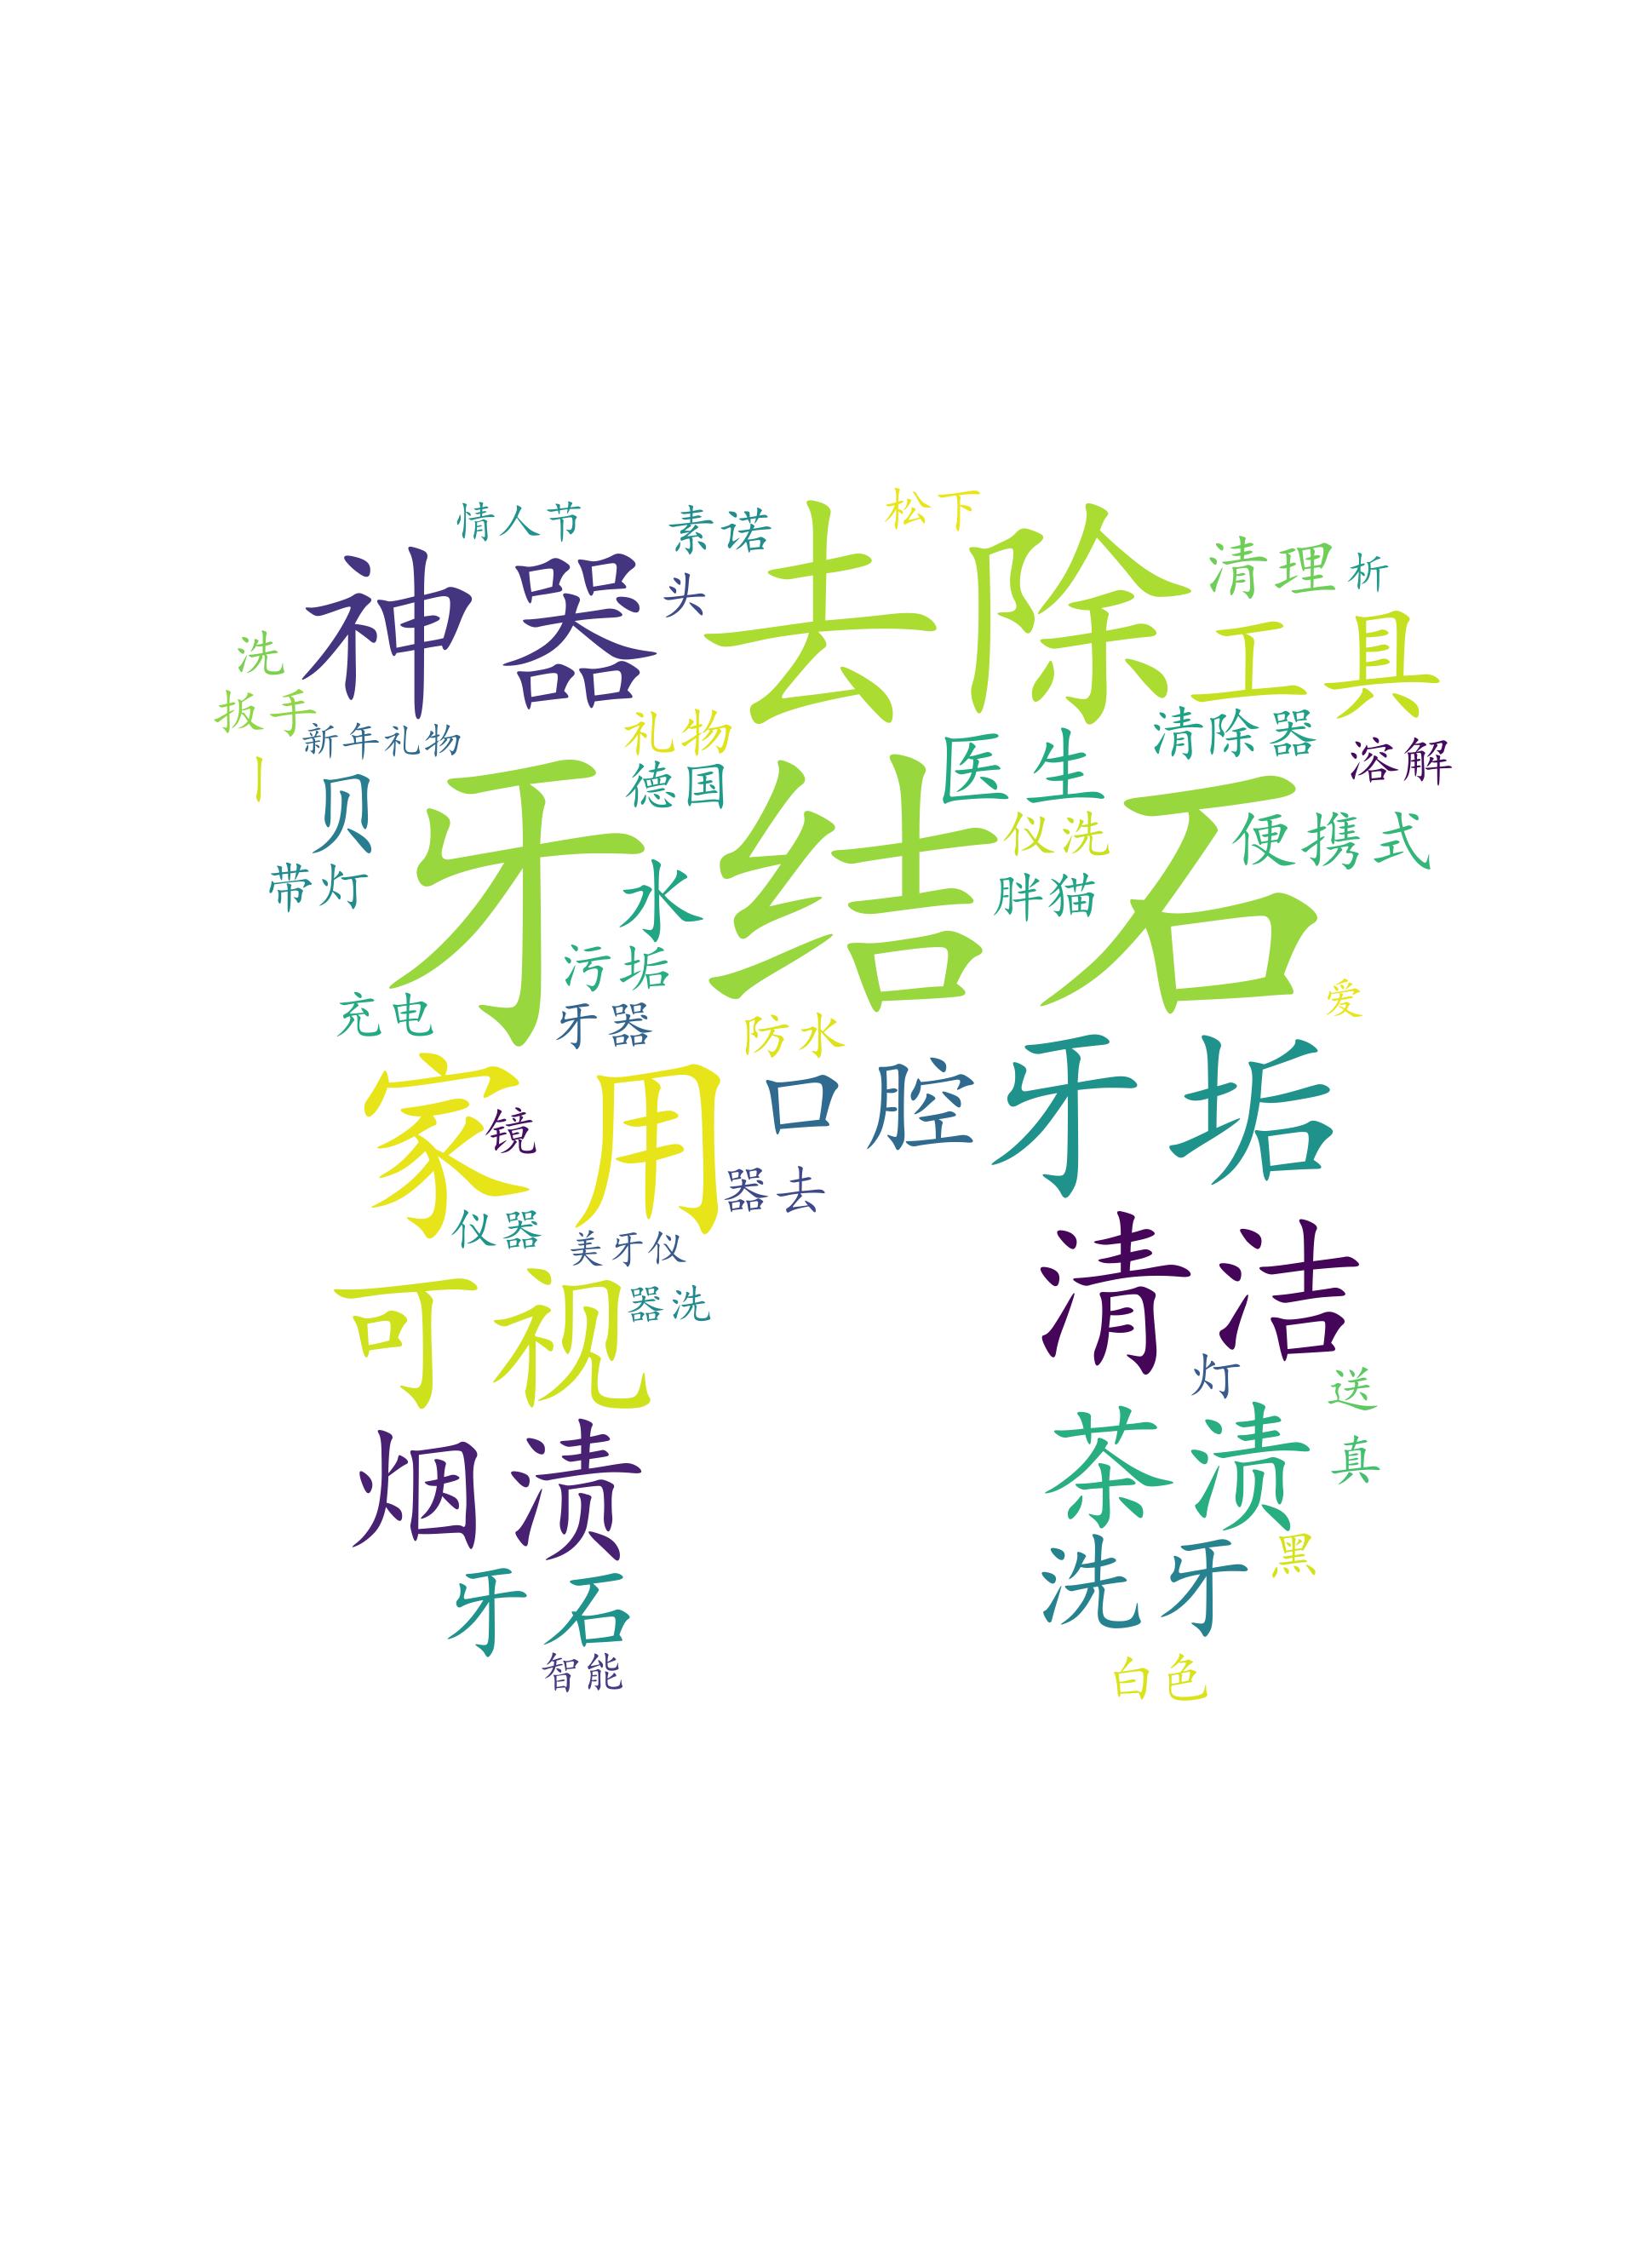 情人节
素诺
松下
神器
头
去除
清理
析
洗
工具
扳手
新年礼物
礼物
清除器
医生
溶解
丨
贝
牙结石
德国
仪洗
便携式
带灯
水
胖猫
污垢
充电
牙器
防水
爱
家用
镜
口腔
牙垢
器去
仪器
美牙仪
清洁
可视
器洗
灯
送
烟渍
茶渍
真
洗牙
黑
牙石
智能
白色